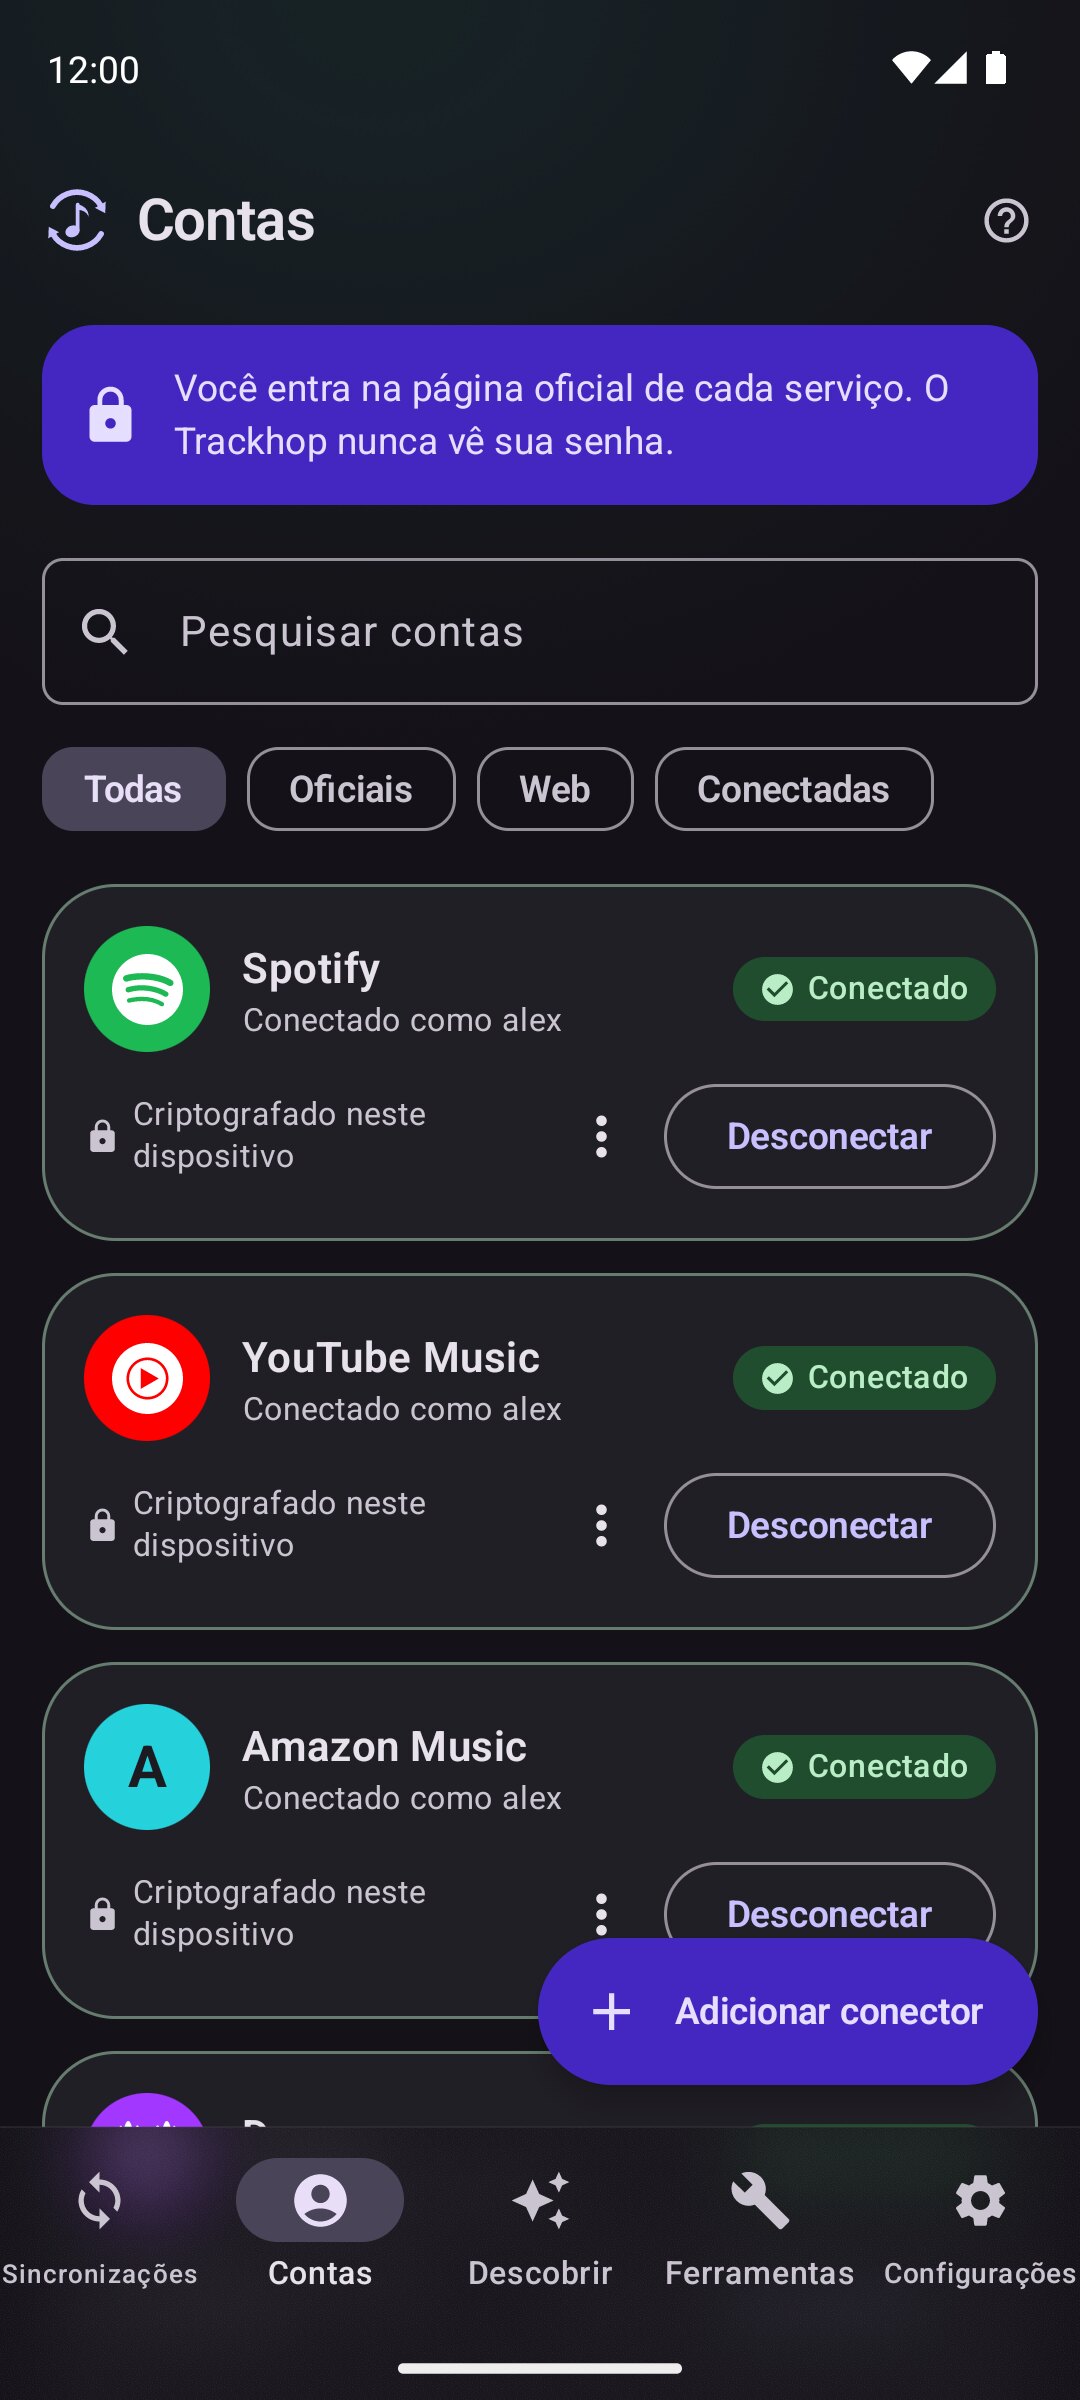 12:00
Contas
Você entra na página oficial de cada serviço. O
Trackhop nunca vê sua senha.
Pesquisar contas
Todas
Oficiais
Web
Conectadas
Spotify
Conectado
Conectado como alex
Criptografado neste
dispositivo
Desconectar
YouTube Music
Conectado
Conectado como alex
Criptografado neste
dispositivo
Desconectar
A
Amazon Music
Conectado
Conectado como alex
Criptografado neste
dispositivo
Desconectar
Adicionar conector
Sincronizações
Contas
Descobrir
Ferramentas
Configurações